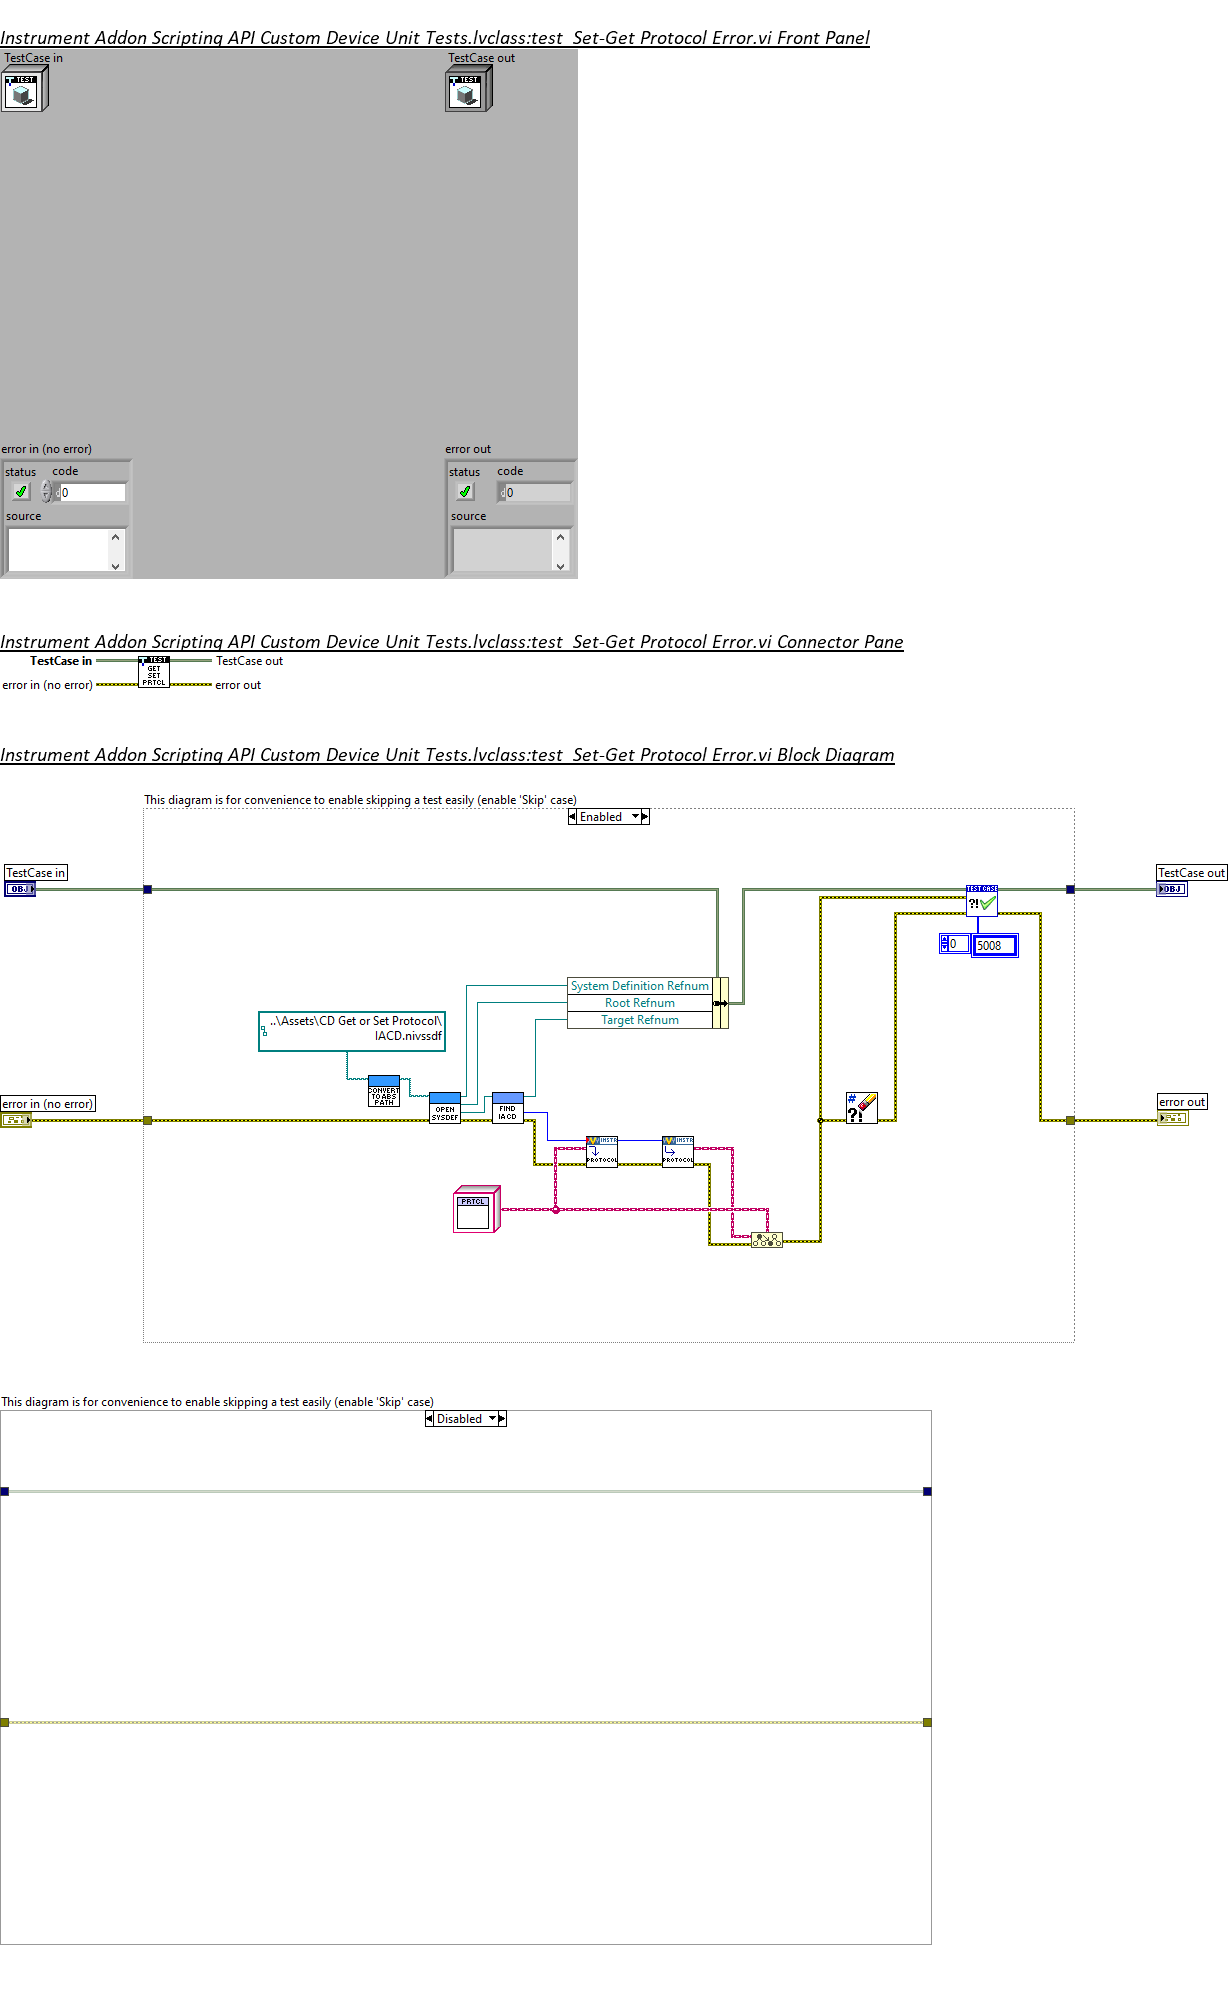 Instrument Addon Scripting API Custom Device Unit Tests.lvclass:test_Set-Get Protocol Error.vi Front Panel
TestCase in
TestCase out
TEST
TEST
error in (no error)
error out
status
code
status
code
d 0
d 0
source
source
Instrument Addon Scripting API Custom Device Unit Tests.lvclass:test_Set-Get Protocol Error.vi Connector Pane
TestCase in
TEST
GET
SET
PRTCL
TestCase out
error in (no error)
error out
Instrument Addon Scripting API Custom Device Unit Tests.lvclass:test_Set-Get Protocol Error.vi Block Diagram
This diagram is for convenience to enable skipping a test easily (enable 'Skip' case)
Enabled
TestCase in
OBJ
TestCase out
OBJ
TEST CASE
?!
0
5008
System Definition Refnum
Root Refnum
Target Refnum
..\Assets\CD Get or Set Protocol\
IACD.nivssdf
CONVERT
TO ABS
PATH
OPEN
SYSDEF
FIND
IACD
error in (no error)
error out
#
?!
INSTR
PROTOCOL
INSTR
PROTOCOL
PRTCL
This diagram is for convenience to enable skipping a test easily (enable 'Skip' case)
Disabled